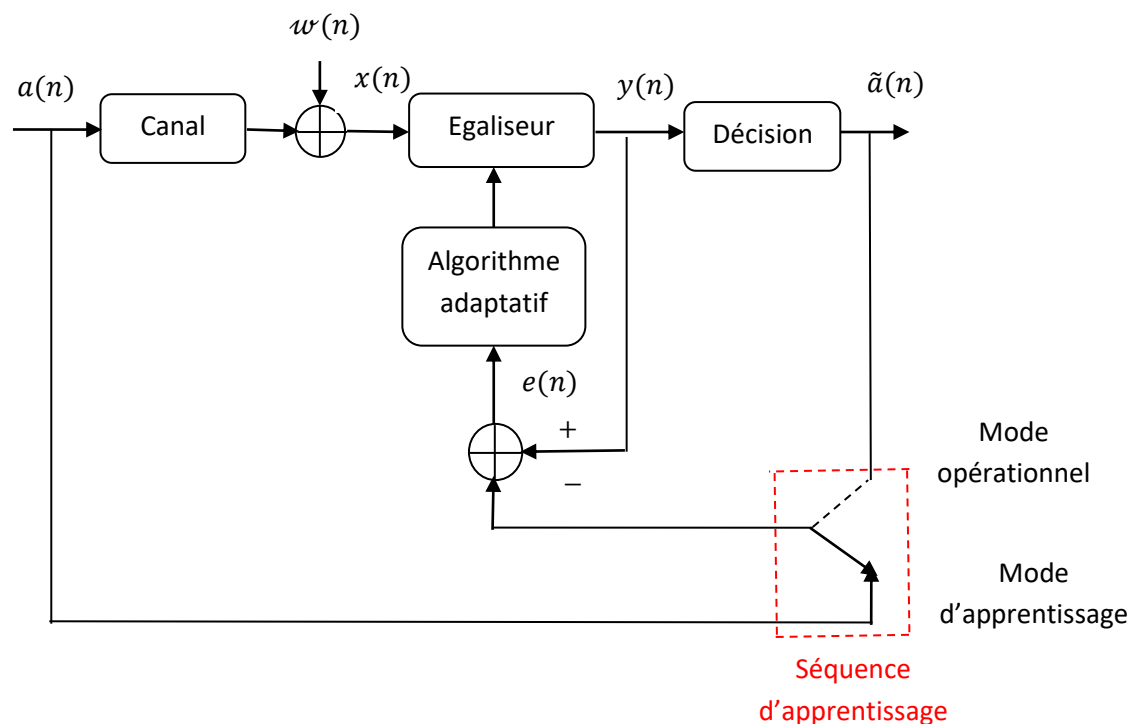 𝓌(n)
a(n)
x(n)
y(n)
ã(n)
Canal
Egaliseur
Décision
Algorithme
adaptatif
e(n)
+
−
Mode
opérationnel
Mode
d’apprentissage
Séquence
d’apprentissage